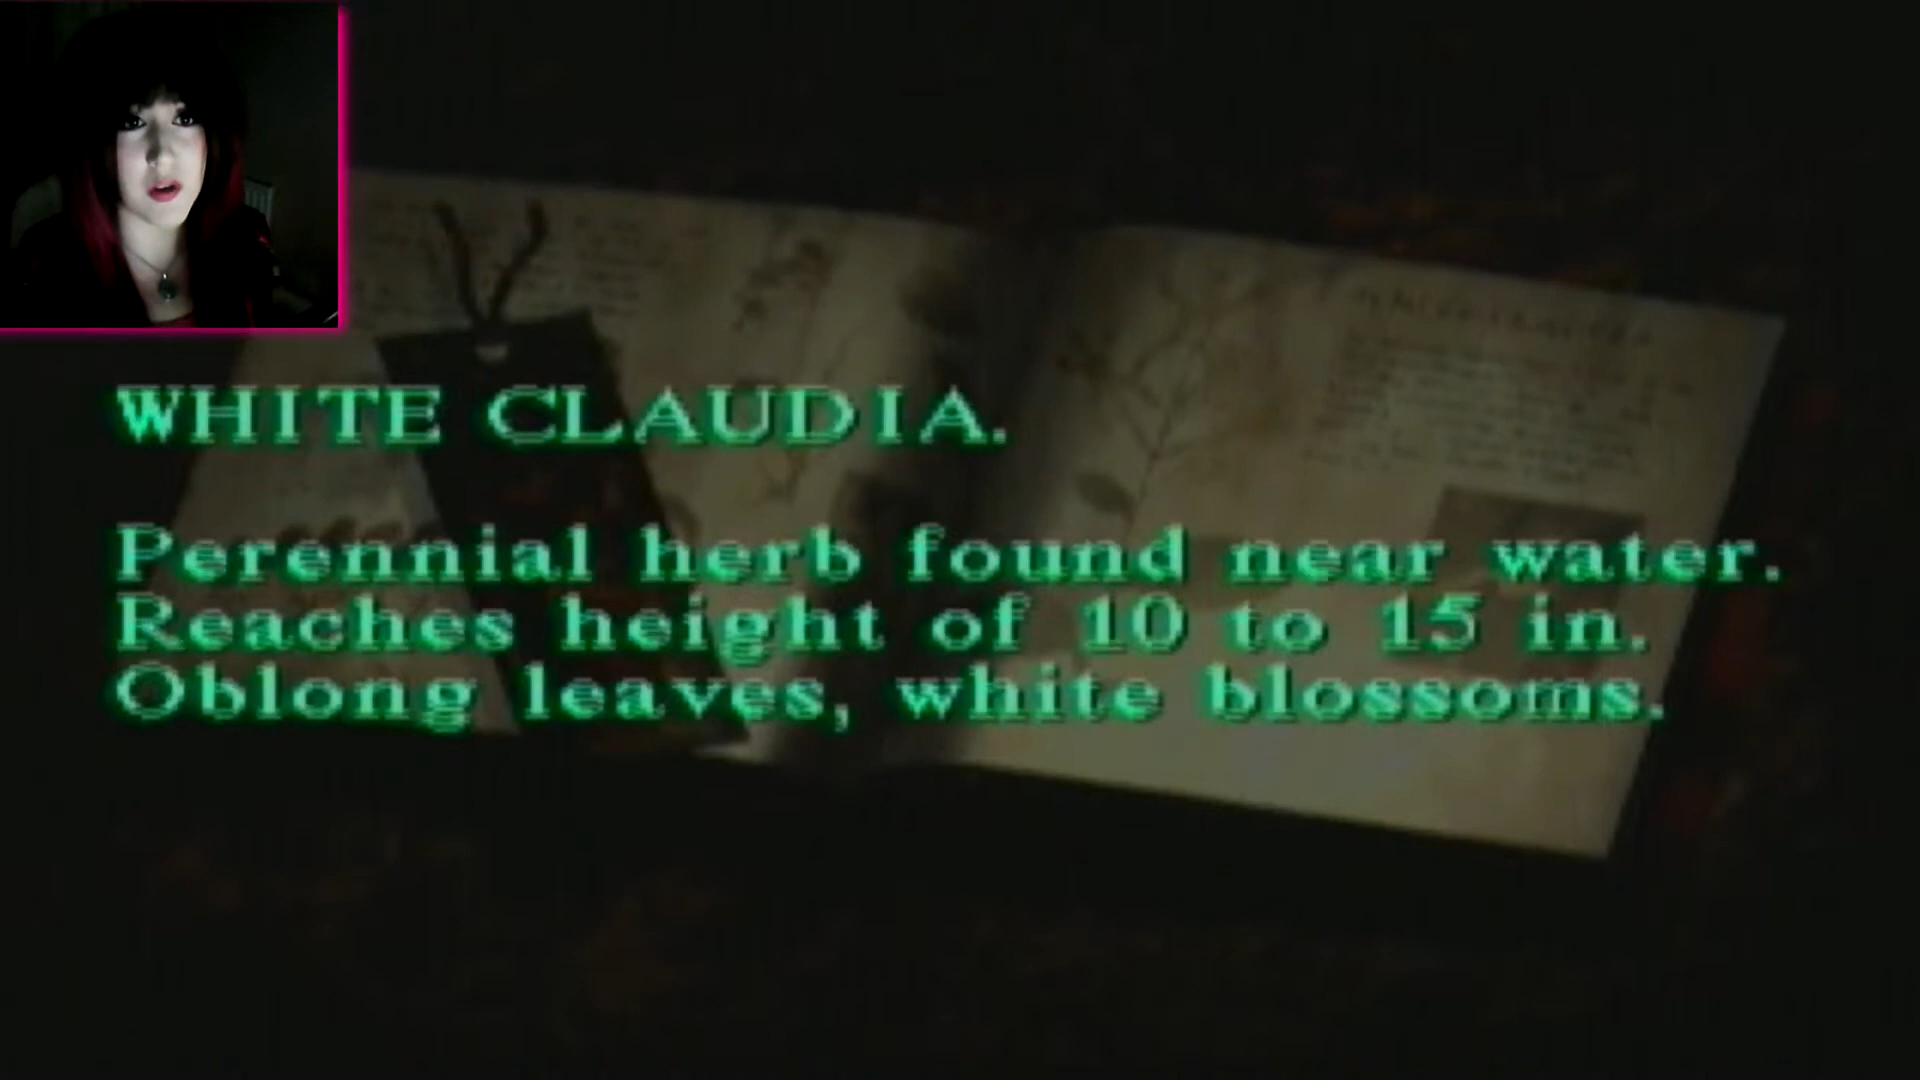 WHITE CLAUDIA.
Perennial herb found near water.
Reaches height of 10 to 15 in.
Oblong leaves, white blossoms.